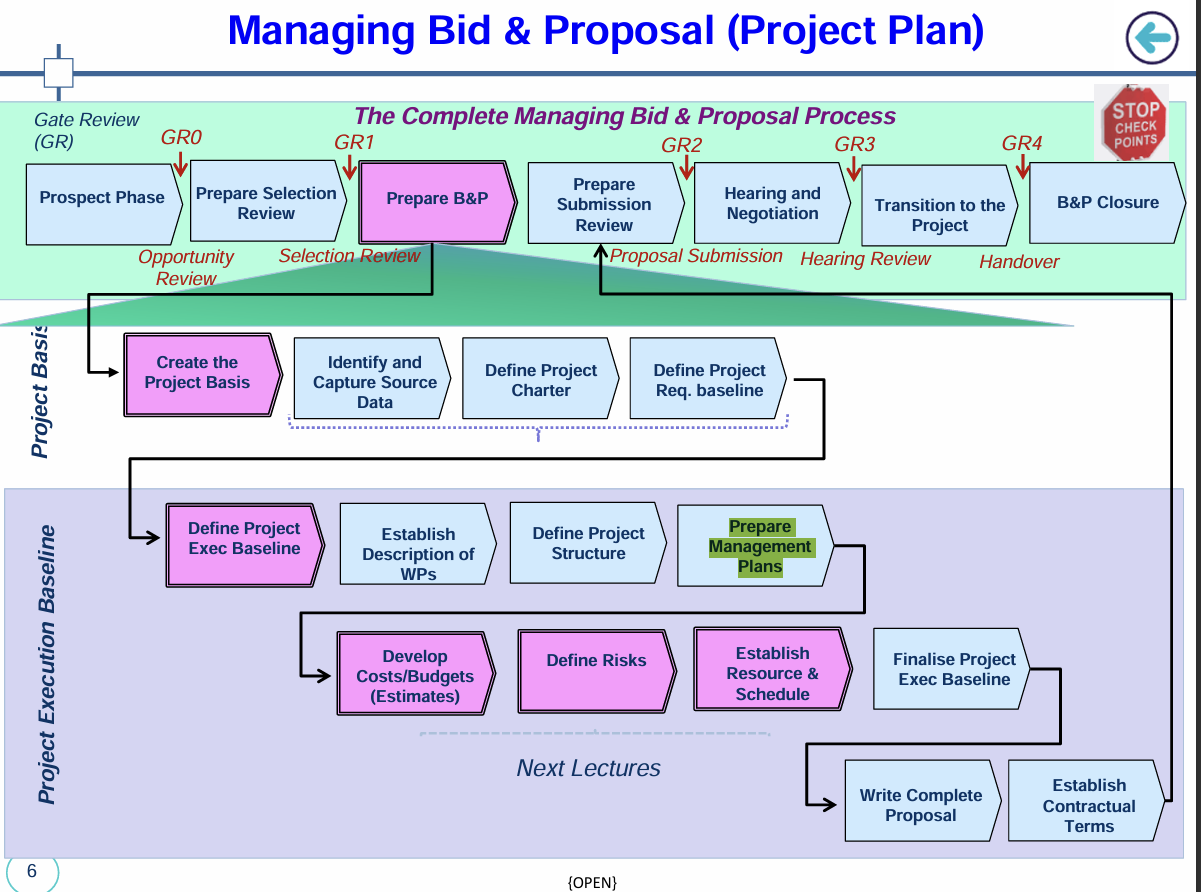 Managing Bid & Proposal (Project Plan)
Gate Review
(GR)
The Complete Managing Bid & Proposal Process
STOP
CHECK
POINTS
GR0
GR1
GR2
GR3
GR4
Prospect Phase
Prepare Selection
Review
Prepare B&P
Prepare
Submission
Review
Hearing and
Negotiation
Transition to the
Project
B&P Closure
Opportunity
Review
Selection Review
Proposal Submission
Hearing Review
Handover
Project Basis
Create the
Project Basis
Identify and
Capture Source
Data
Define Project
Charter
Define Project
Req. baseline
Project Execution Baseline
Define Project
Exec Baseline
Establish
Description of
WPs
Define Project
Structure
Prepare
Management
Plans
Develop
Costs/Budgets
(Estimates)
Define Risks
Establish
Resource &
Schedule
Finalise Project
Exec Baseline
Next Lectures
Write Complete
Proposal
Establish
Contractual
Terms
6
{OPEN}